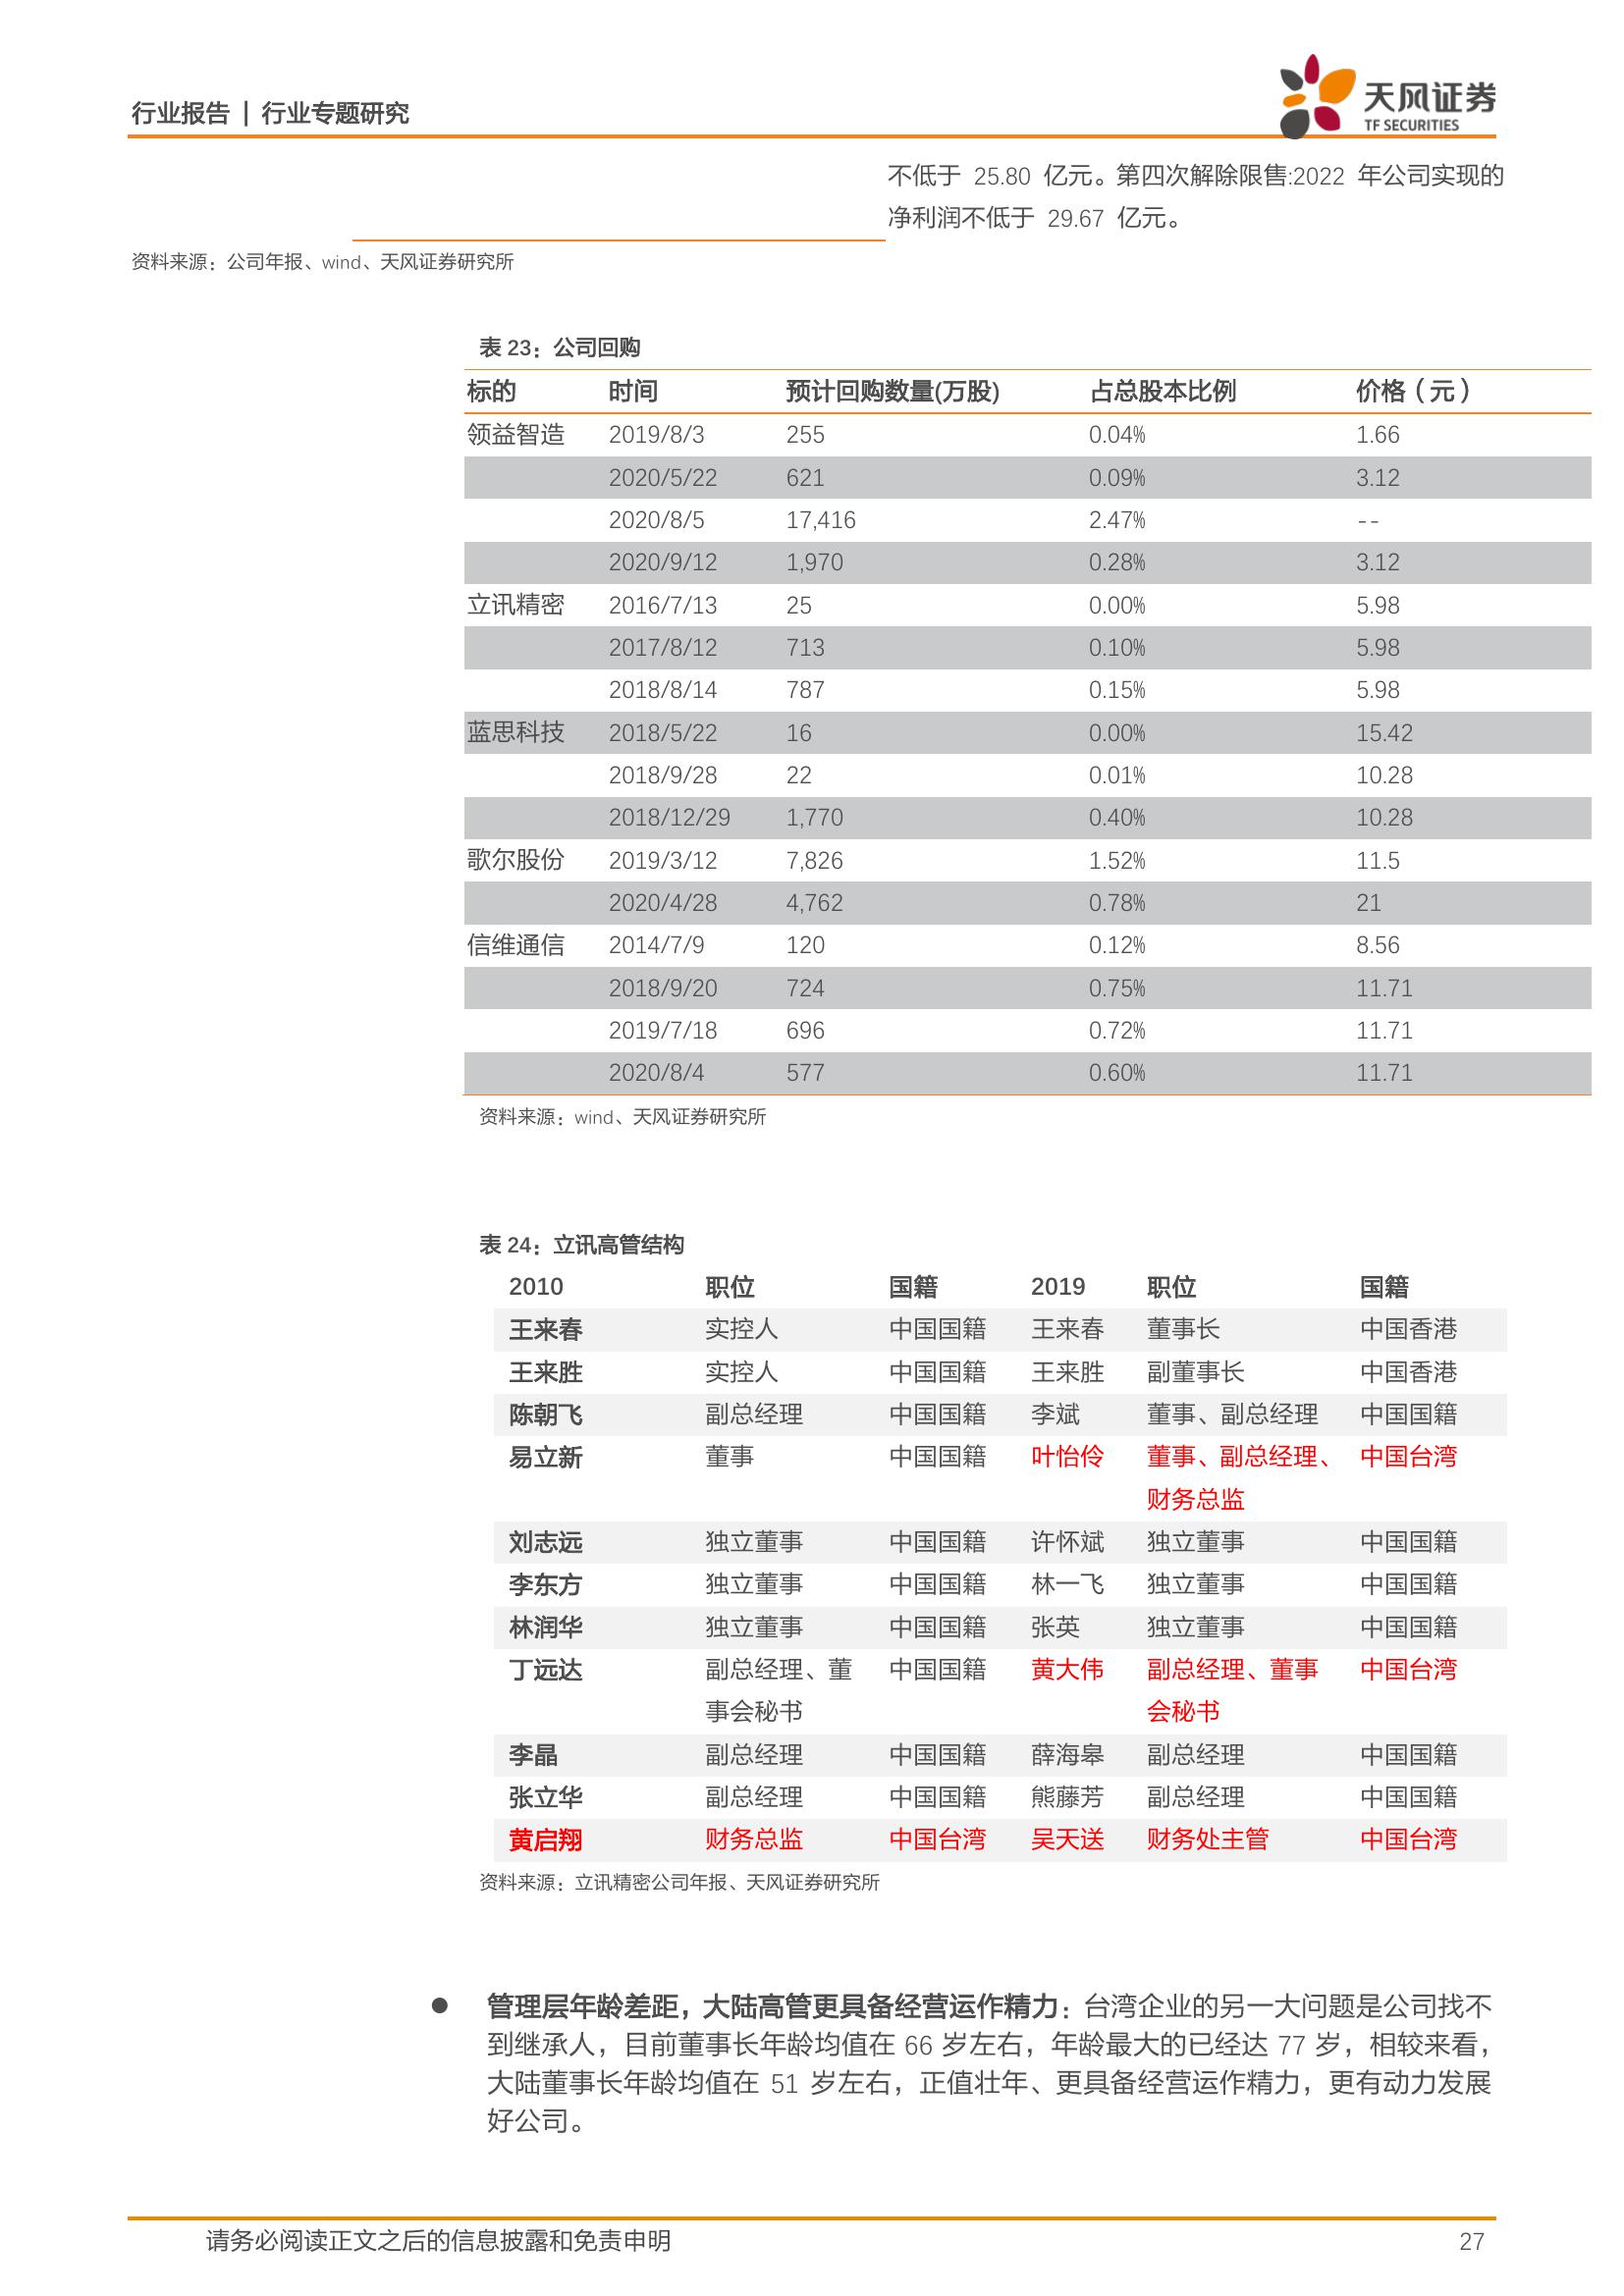 行业报告 | 行业专题研究
天风证券
TF SECURITIES
不低于 25.80 亿元。第四次解除限售:2022 年公司实现的
净利润不低于 29.67 亿元。
资料来源：公司年报、wind、天风证券研究所
表 23：公司回购
标的 时间 预计回购数量(万股) 占总股本比例 价格（元）
领益智造 2019/8/3 255 0.04% 1.66
2020/5/22 621 0.09% 3.12
2020/8/5 17,416 2.47% --
2020/9/12 1,970 0.28% 3.12
立讯精密 2016/7/13 25 0.00% 5.98
2017/8/12 713 0.10% 5.98
2018/8/14 787 0.15% 5.98
蓝思科技 2018/5/22 16 0.00% 15.42
2018/9/28 22 0.01% 10.28
2018/12/29 1,770 0.40% 10.28
歌尔股份 2019/3/12 7,826 1.52% 11.5
2020/4/28 4,762 0.78% 21
信维通信 2014/7/9 120 0.12% 8.56
2018/9/20 724 0.75% 11.71
2019/7/18 696 0.72% 11.71
2020/8/4 577 0.60% 11.71
资料来源：wind、天风证券研究所
表 24：立讯高管结构
2010 职位 国籍 2019 职位 国籍
王来春 实控人 中国国籍 王来春 董事长 中国香港
王来胜 实控人 中国国籍 王来胜 副董事长 中国香港
陈朝飞 副总经理 中国国籍 李斌 董事、副总经理 中国国籍
易立新 董事 中国国籍 叶怡伶 董事、副总经理、 中国台湾
财务总监
刘志远 独立董事 中国国籍 许怀斌 独立董事 中国国籍
李东方 独立董事 中国国籍 林一飞 独立董事 中国国籍
林润华 独立董事 中国国籍 张英 独立董事 中国国籍
丁远达 副总经理、董 中国国籍 黄大伟 副总经理、董事 中国台湾
事会秘书 会秘书
李晶 副总经理 中国国籍 薛海皋 副总经理 中国国籍
张立华 副总经理 中国国籍 熊藤芳 副总经理 中国国籍
黄启翔 财务总监 中国台湾 吴天送 财务处主管 中国台湾
资料来源：立讯精密公司年报、天风证券研究所
● 管理层年龄差距，大陆高管更具备经营运作精力：台湾企业的另一大问题是公司找不
到继承人，目前董事长年龄均值在 66 岁左右，年龄最大的已经达 77 岁，相较来看，
大陆董事长年龄均值在 51 岁左右，正值壮年、更具备经营运作精力，更有动力发展
好公司。
请务必阅读正文之后的信息披露和免责申明 27